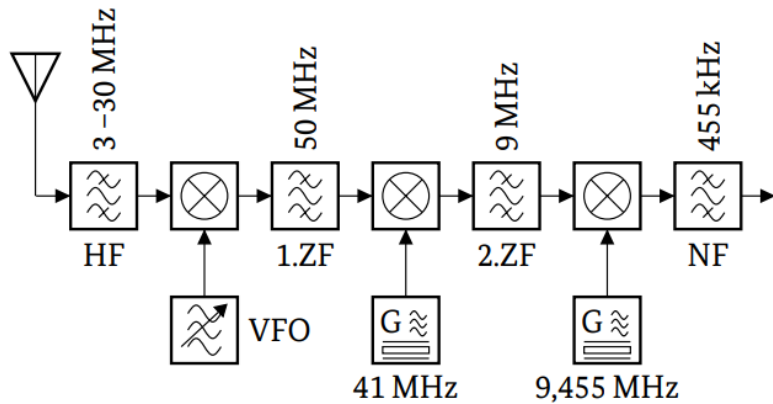 3 –30 MHz
50 MHz
9 MHz
455 kHz
HF
1.ZF
2.ZF
NF
VFO
G
G
41 MHz
9,455 MHz